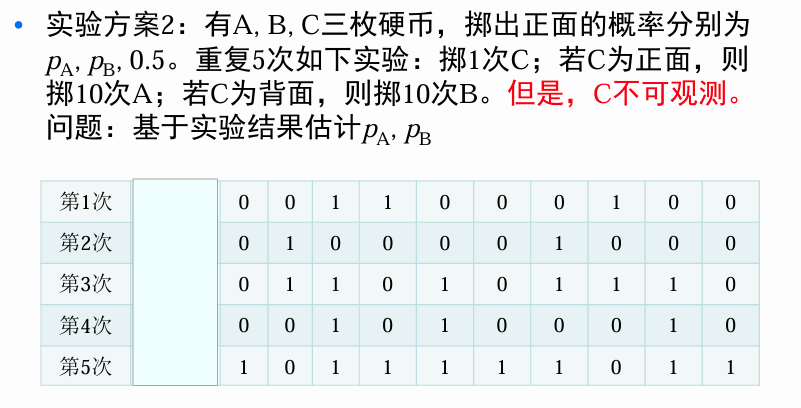 • 实验方案2：有A, B, C三枚硬币，掷出正面的概率分别为
pA, pB, 0.5。重复5次如下实验：掷1次C；若C为正面，则
掷10次A；若C为背面，则掷10次B。但是，C不可观测。
问题：基于实验结果估计pA, pB
第1次 0 0 1 1 0 0 0 1 0 0
第2次 0 1 0 0 0 0 1 0 0 0
第3次 0 1 1 0 1 0 1 1 1 0
第4次 0 0 1 0 1 0 0 0 1 0
第5次 1 0 1 1 1 1 1 0 1 1